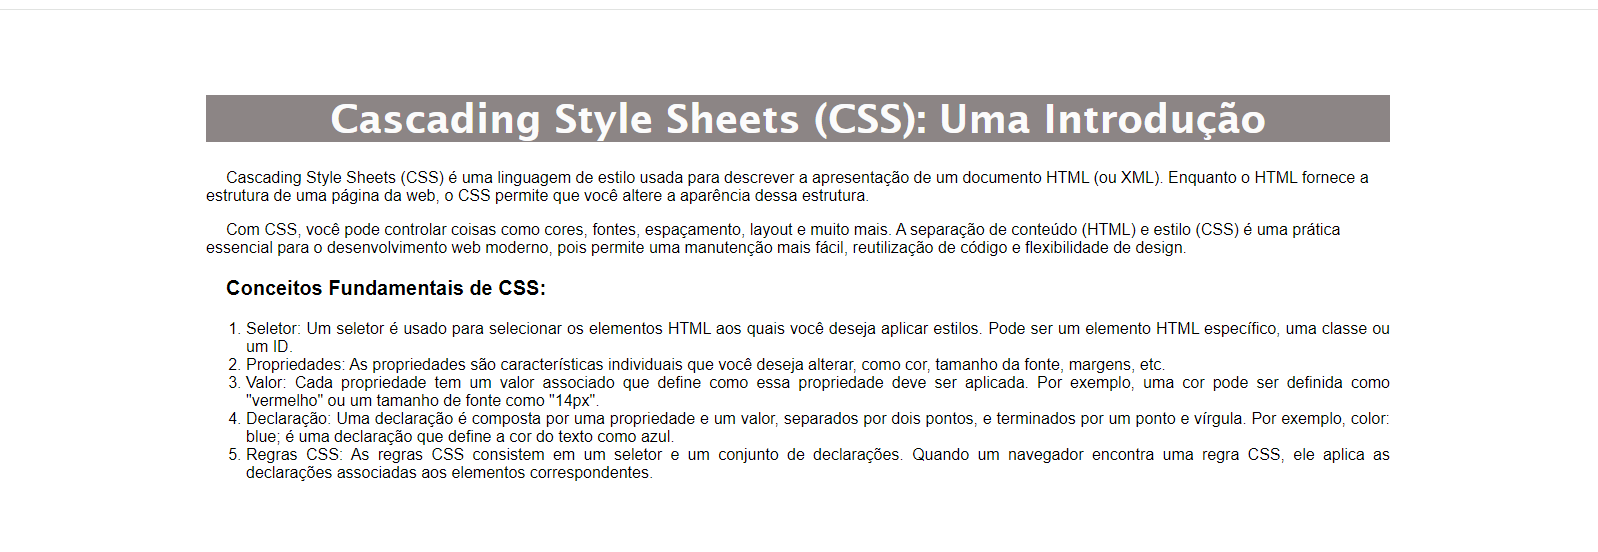 Cascading Style Sheets (CSS): Uma Introdução
Cascading Style Sheets (CSS) é uma linguagem de estilo usada para descrever a apresentação de um documento HTML (ou XML). Enquanto o HTML fornece a
estrutura de uma página da web, o CSS permite que você altere a aparência dessa estrutura.
Com CSS, você pode controlar coisas como cores, fontes, espaçamento, layout e muito mais. A separação de conteúdo (HTML) e estilo (CSS) é uma prática
essencial para o desenvolvimento web moderno, pois permite uma manutenção mais fácil, reutilização de código e flexibilidade de design.
Conceitos Fundamentais de CSS:
1. Seletor: Um seletor é usado para selecionar os elementos HTML aos quais você deseja aplicar estilos. Pode ser um elemento HTML específico, uma classe ou
um ID.
2. Propriedades: As propriedades são características individuais que você deseja alterar, como cor, tamanho da fonte, margens, etc.
3. Valor: Cada propriedade tem um valor associado que define como essa propriedade deve ser aplicada. Por exemplo, uma cor pode ser definida como
"vermelho" ou um tamanho de fonte como "14px".
4. Declaração: Uma declaração é composta por uma propriedade e um valor, separados por dois pontos, e terminados por um ponto e vírgula. Por exemplo, color:
blue; é uma declaração que define a cor do texto como azul.
5. Regras CSS: As regras CSS consistem em um seletor e um conjunto de declarações. Quando um navegador encontra uma regra CSS, ele aplica as
declarações associadas aos elementos correspondentes.